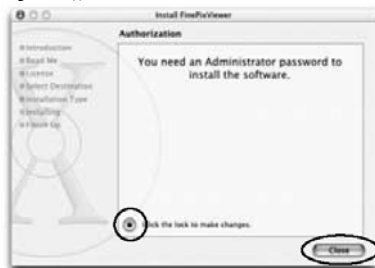 Install FinePixViewer
Authorization
Introduction
Read Me
License
Select Destination
Installation Type
Installing
Finish Up
You need an Administrator password to
install the software.
Click the lock to make changes.
Close